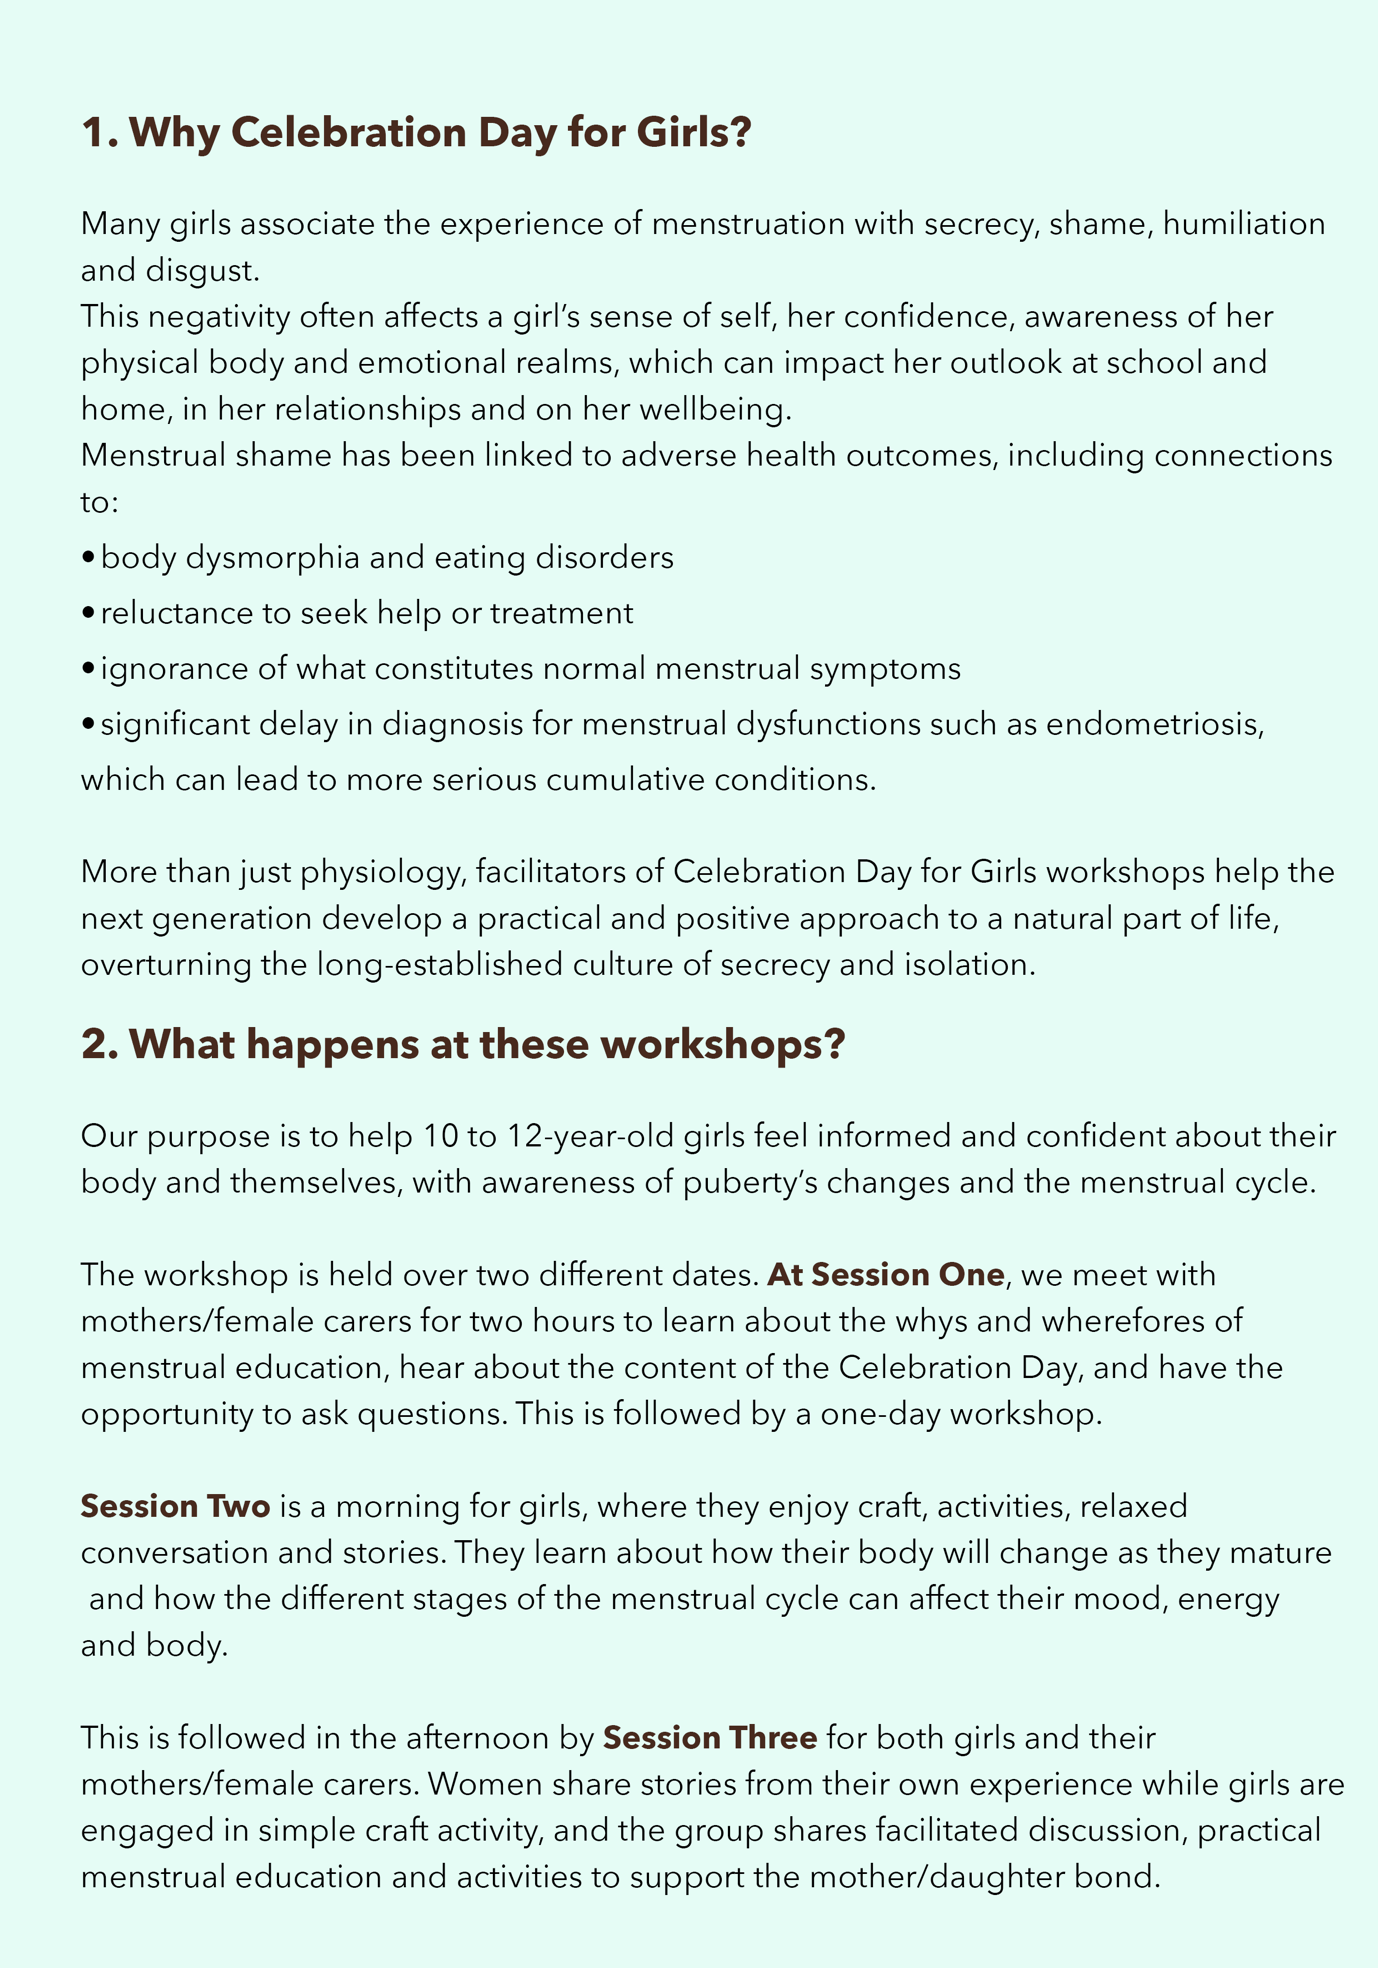 1. Why Celebration Day for Girls?
Many girls associate the experience of menstruation with secrecy, shame, humiliation
and disgust.
This negativity often affects a girl’s sense of self, her confidence, awareness of her
physical body and emotional realms, which can impact her outlook at school and
home, in her relationships and on her wellbeing.
Menstrual shame has been linked to adverse health outcomes, including connections
to:
•body dysmorphia and eating disorders
•reluctance to seek help or treatment
•ignorance of what constitutes normal menstrual symptoms
•significant delay in diagnosis for menstrual dysfunctions such as endometriosis,
which can lead to more serious cumulative conditions.
More than just physiology, facilitators of Celebration Day for Girls workshops help the
next generation develop a practical and positive approach to a natural part of life,
overturning the long-established culture of secrecy and isolation.
2. What happens at these workshops?
Our purpose is to help 10 to 12-year-old girls feel informed and confident about their
body and themselves, with awareness of puberty’s changes and the menstrual cycle.
The workshop is held over two different dates. At Session One, we meet with
mothers/female carers for two hours to learn about the whys and wherefores of
menstrual education, hear about the content of the Celebration Day, and have the
opportunity to ask questions. This is followed by a one-day workshop.
Session Two is a morning for girls, where they enjoy craft, activities, relaxed
conversation and stories. They learn about how their body will change as they mature
and how the different stages of the menstrual cycle can affect their mood, energy
and body.
This is followed in the afternoon by Session Three for both girls and their
mothers/female carers. Women share stories from their own experience while girls are
engaged in simple craft activity, and the group shares facilitated discussion, practical
menstrual education and activities to support the mother/daughter bond.